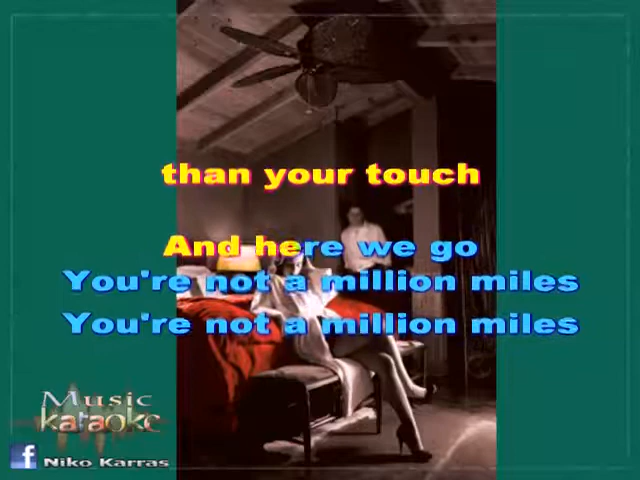 than your touch
And here we go
You're not a million miles
You're not a million miles
Music
karaoke
f Niko Karras